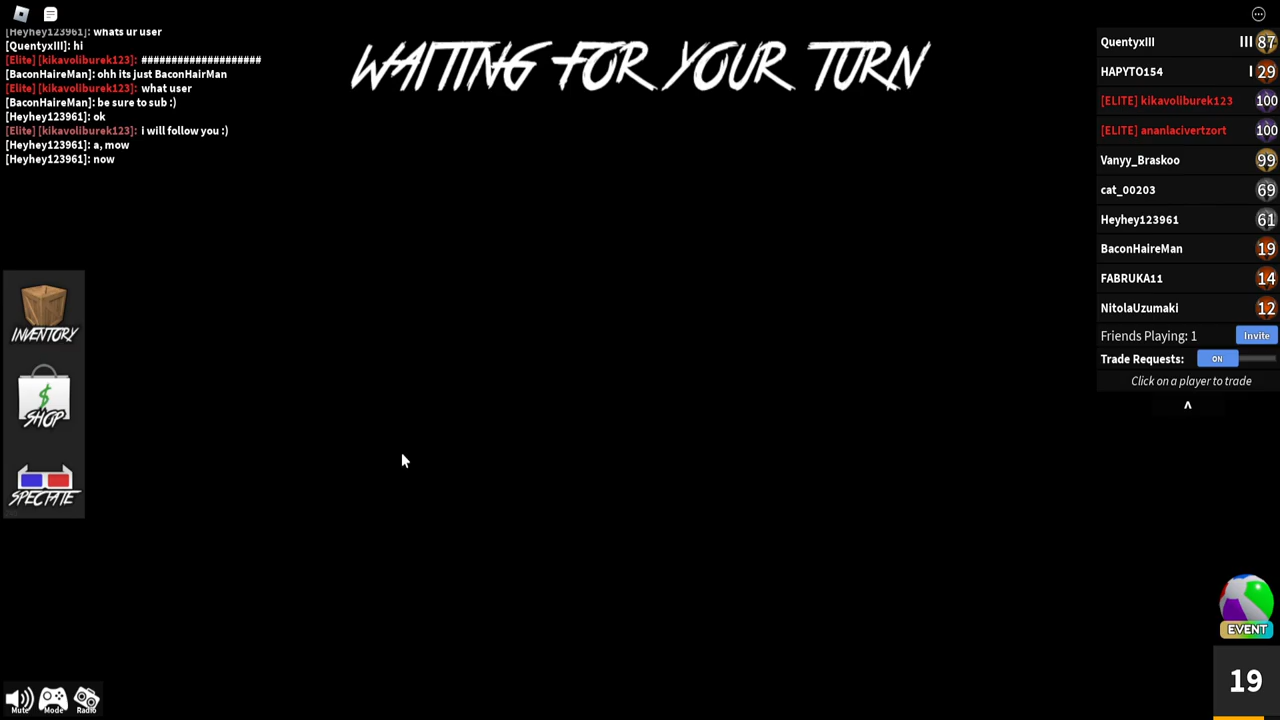 [Heyhey123961]: whats ur user
[QuentyxIII]: hi
[Elite] [kikavoliburek123]: ####################
[BaconHaireMan]: ohh its just BaconHairMan
[Elite] [kikavoliburek123]: what user
[BaconHaireMan]: be sure to sub :)
[Heyhey123961]: ok
[Elite] [kikavoliburek123]: i will follow you :)
[Heyhey123961]: a, mow
[Heyhey123961]: now
WAITING FOR YOUR TURN
QuentyxIII III 87
HAPYTO154 I 29
[ELITE] kikavoliburek123 100
[ELITE] ananlacivertzort 100
Vanyy_Braskoo 99
cat_00203 69
Heyhey123961 61
BaconHaireMan 19
FABRUKA11 14
NitolaUzumaki 12
Friends Playing: 1 Invite
Trade Requests: ON
Click on a player to trade
INVENTORY
SHOP
SPECTATE
EVENT
19
Mute Mode Radio